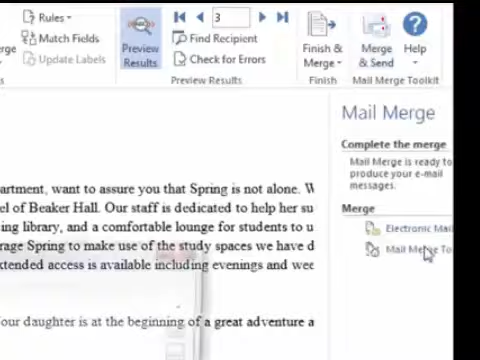 Rules
Match Fields
Update Labels
Preview
Results
3
Find Recipient
Check for Errors
Preview Results
Finish &
Merge
Finish
Merge
& Send
Help
Mail Merge Toolkit
Mail Merge
Complete the merge
Mail Merge is ready to
produce your e-mail
messages.
Merge
Electronic Mail
Mail Merge To
artment, want to assure you that Spring is not alone. W
el of Beaker Hall. Our staff is dedicated to help her su
ing library, and a comfortable lounge for students to u
rage Spring to make use of the study spaces we have d
xtended access is available including evenings and wee
our daughter is at the beginning of a great adventure a